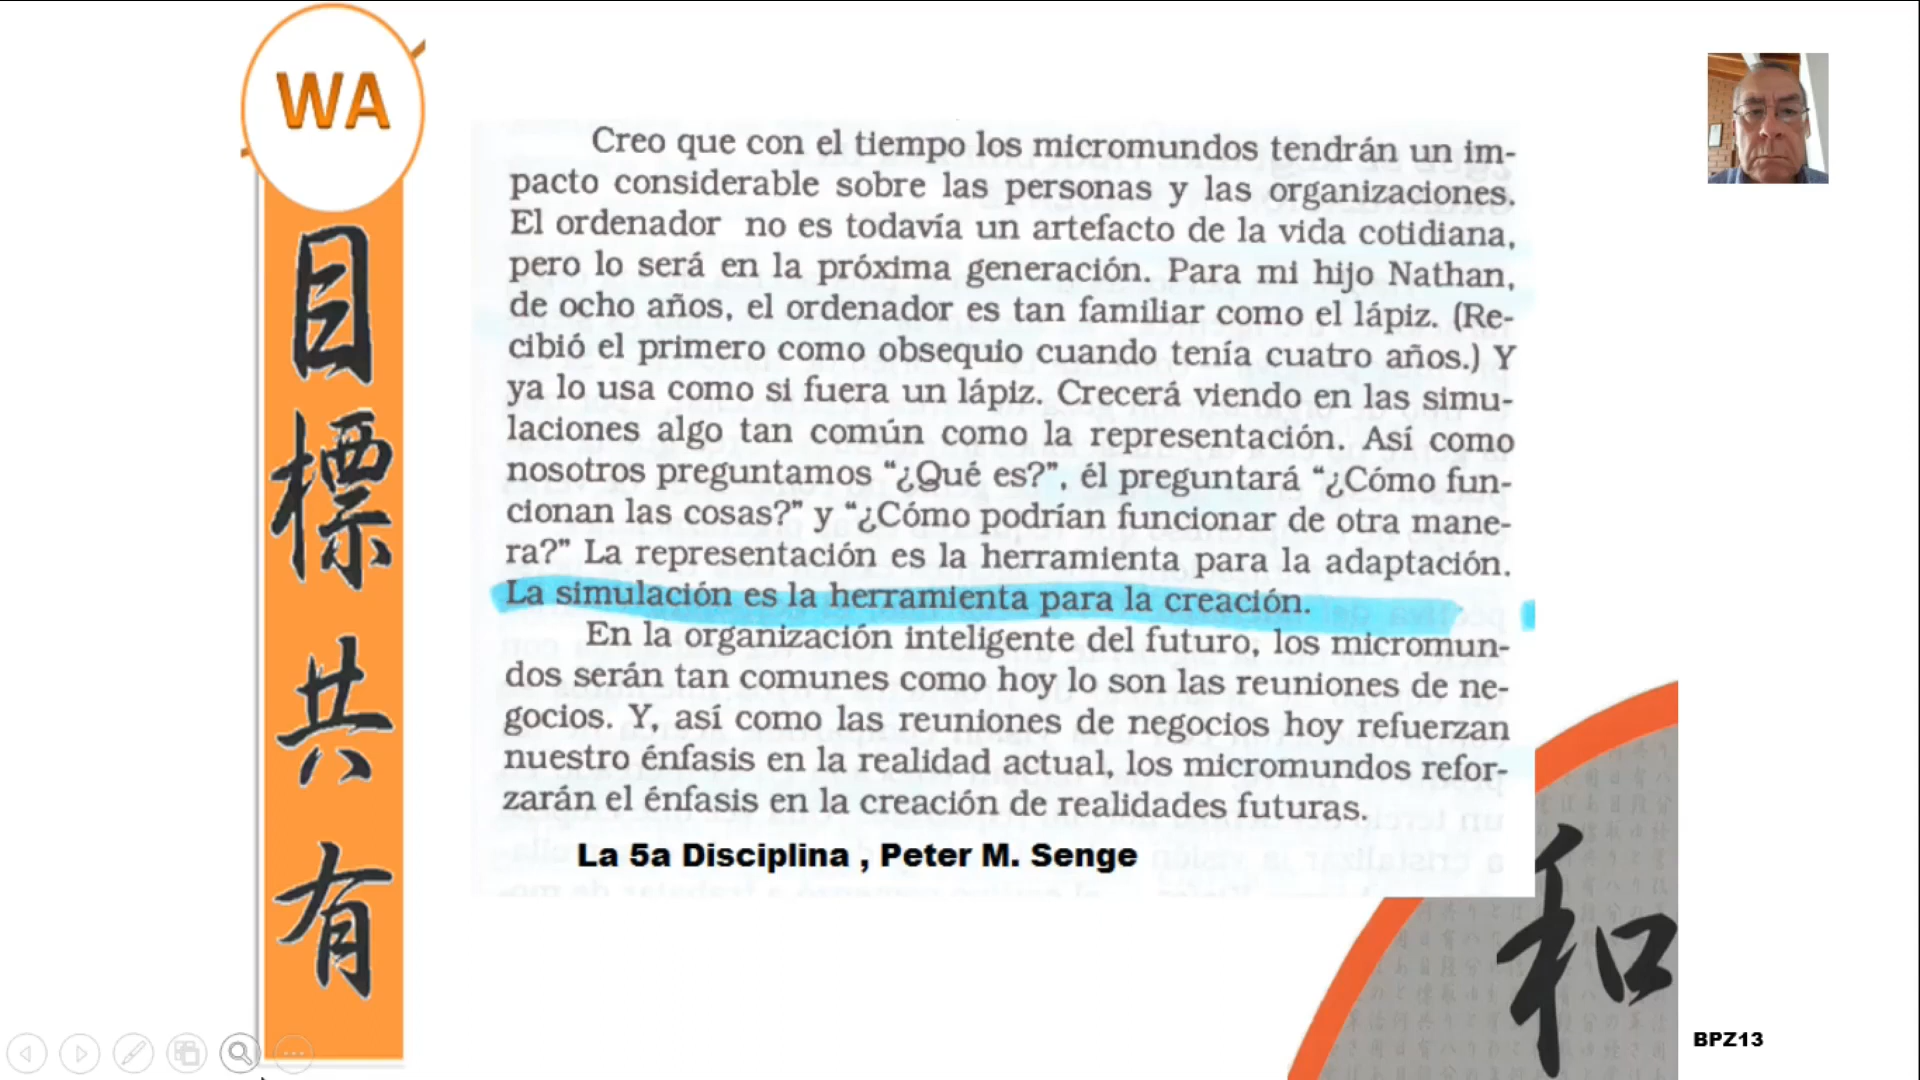 WA
目
標
共
有
Creo que con el tiempo los micromundos tendrán un im-
pacto considerable sobre las personas y las organizaciones.
El ordenador no es todavía un artefacto de la vida cotidiana,
pero lo será en la próxima generación. Para mi hijo Nathan,
de ocho años, el ordenador es tan familiar como el lápiz. (Re-
cibió el primero como obsequio cuando tenía cuatro años.) Y
ya lo usa como si fuera un lápiz. Crecerá viendo en las simu-
laciones algo tan común como la representación. Así como
nosotros preguntamos “¿Qué es?”, él preguntará “¿Cómo fun-
cionan las cosas?” y “¿Cómo podrían funcionar de otra mane-
ra?” La representación es la herramienta para la adaptación.
La simulación es la herramienta para la creación.
En la organización inteligente del futuro, los micromun-
dos serán tan comunes como hoy lo son las reuniones de ne-
gocios. Y, así como las reuniones de negocios hoy refuerzan
nuestro énfasis en la realidad actual, los micromundos refor-
zarán el énfasis en la creación de realidades futuras.
La 5a Disciplina , Peter M. Senge
和
BPZ13